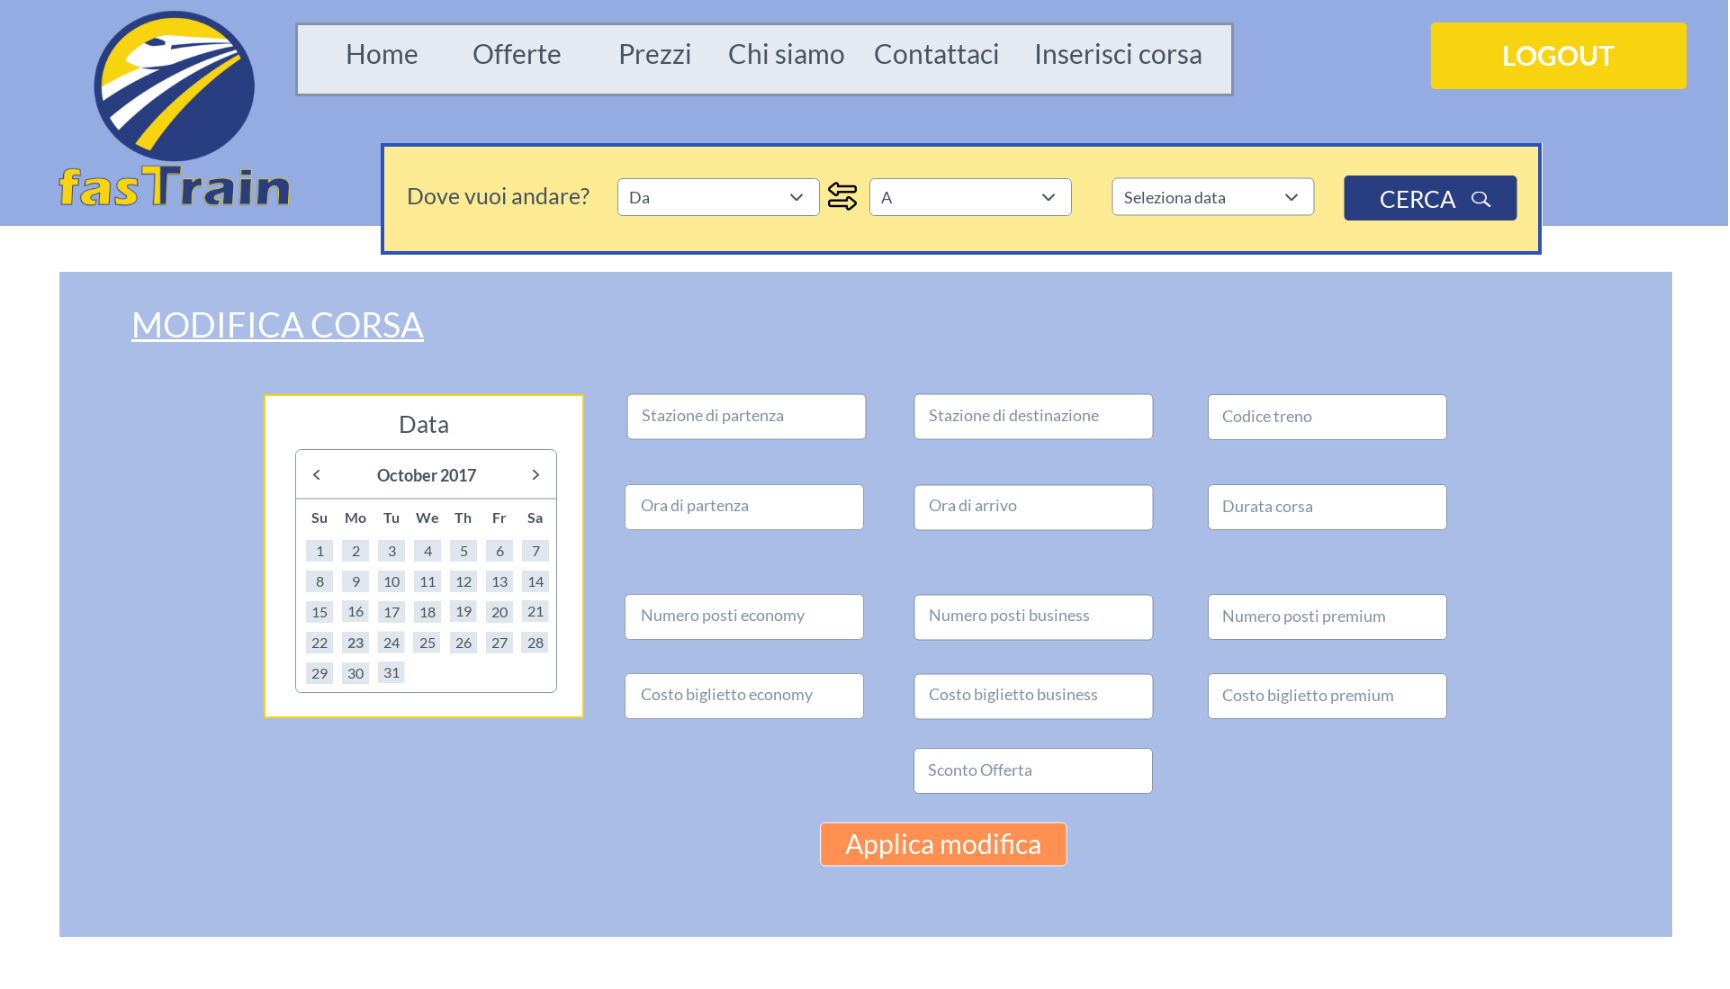 Home Offerte Prezzi Chi siamo Contattaci Inserisci corsa
LOGOUT
fasTrain
Dove vuoi andare? Da A Seleziona data CERCA
MODIFICA CORSA
Data
October 2017
Su Mo Tu We Th Fr Sa
1 2 3 4 5 6 7
8 9 10 11 12 13 14
15 16 17 18 19 20 21
22 23 24 25 26 27 28
29 30 31
Stazione di partenza Stazione di destinazione Codice treno
Ora di partenza Ora di arrivo Durata corsa
Numero posti economy Numero posti business Numero posti premium
Costo biglietto economy Costo biglietto business Costo biglietto premium
Sconto Offerta
Applica modifica